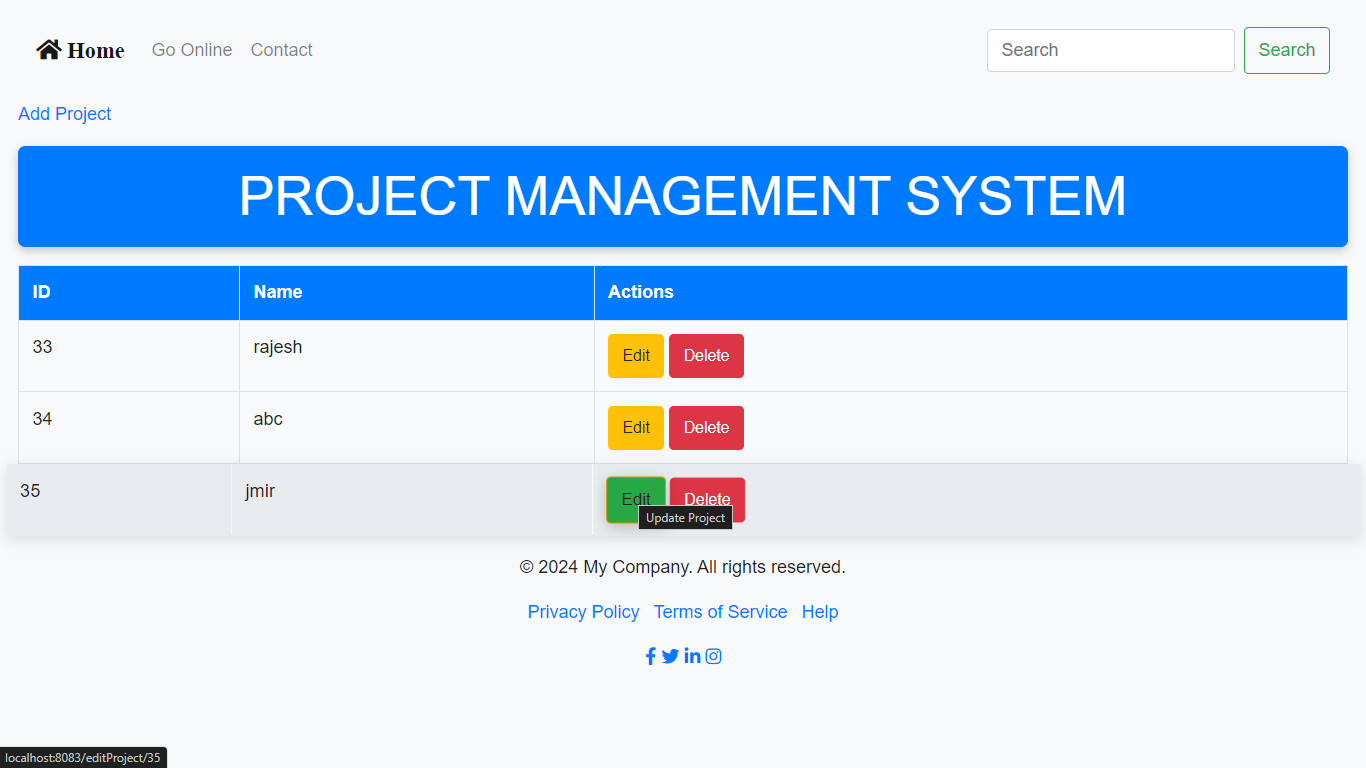 Home Go Online Contact Search Search
Add Project
PROJECT MANAGEMENT SYSTEM
ID Name Actions
33 rajesh Edit Delete
34 abc Edit Delete
35 jmir Edit Delete
Update Project
© 2024 My Company. All rights reserved.
Privacy Policy Terms of Service Help
localhost:8083/editProject/35